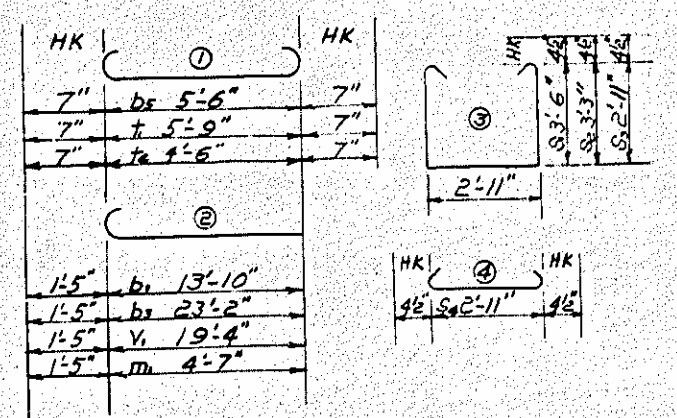 HK ① HK
7" b5 5'-6" 7"
7" t1 5'-9" 7"
7" t2 4'-6" 7"
②
1'-5" b1 13'-10"
1'-5" b3 23'-2"
1'-5" V1 19'-4"
1'-5" m1 4'-7"
③
HK 4½" 4½" 4½"
S1 3'-6" S2 3'-3" S3 2'-11"
2'-11"
HK ④ HK
4½" S4 2'-11" 4½"